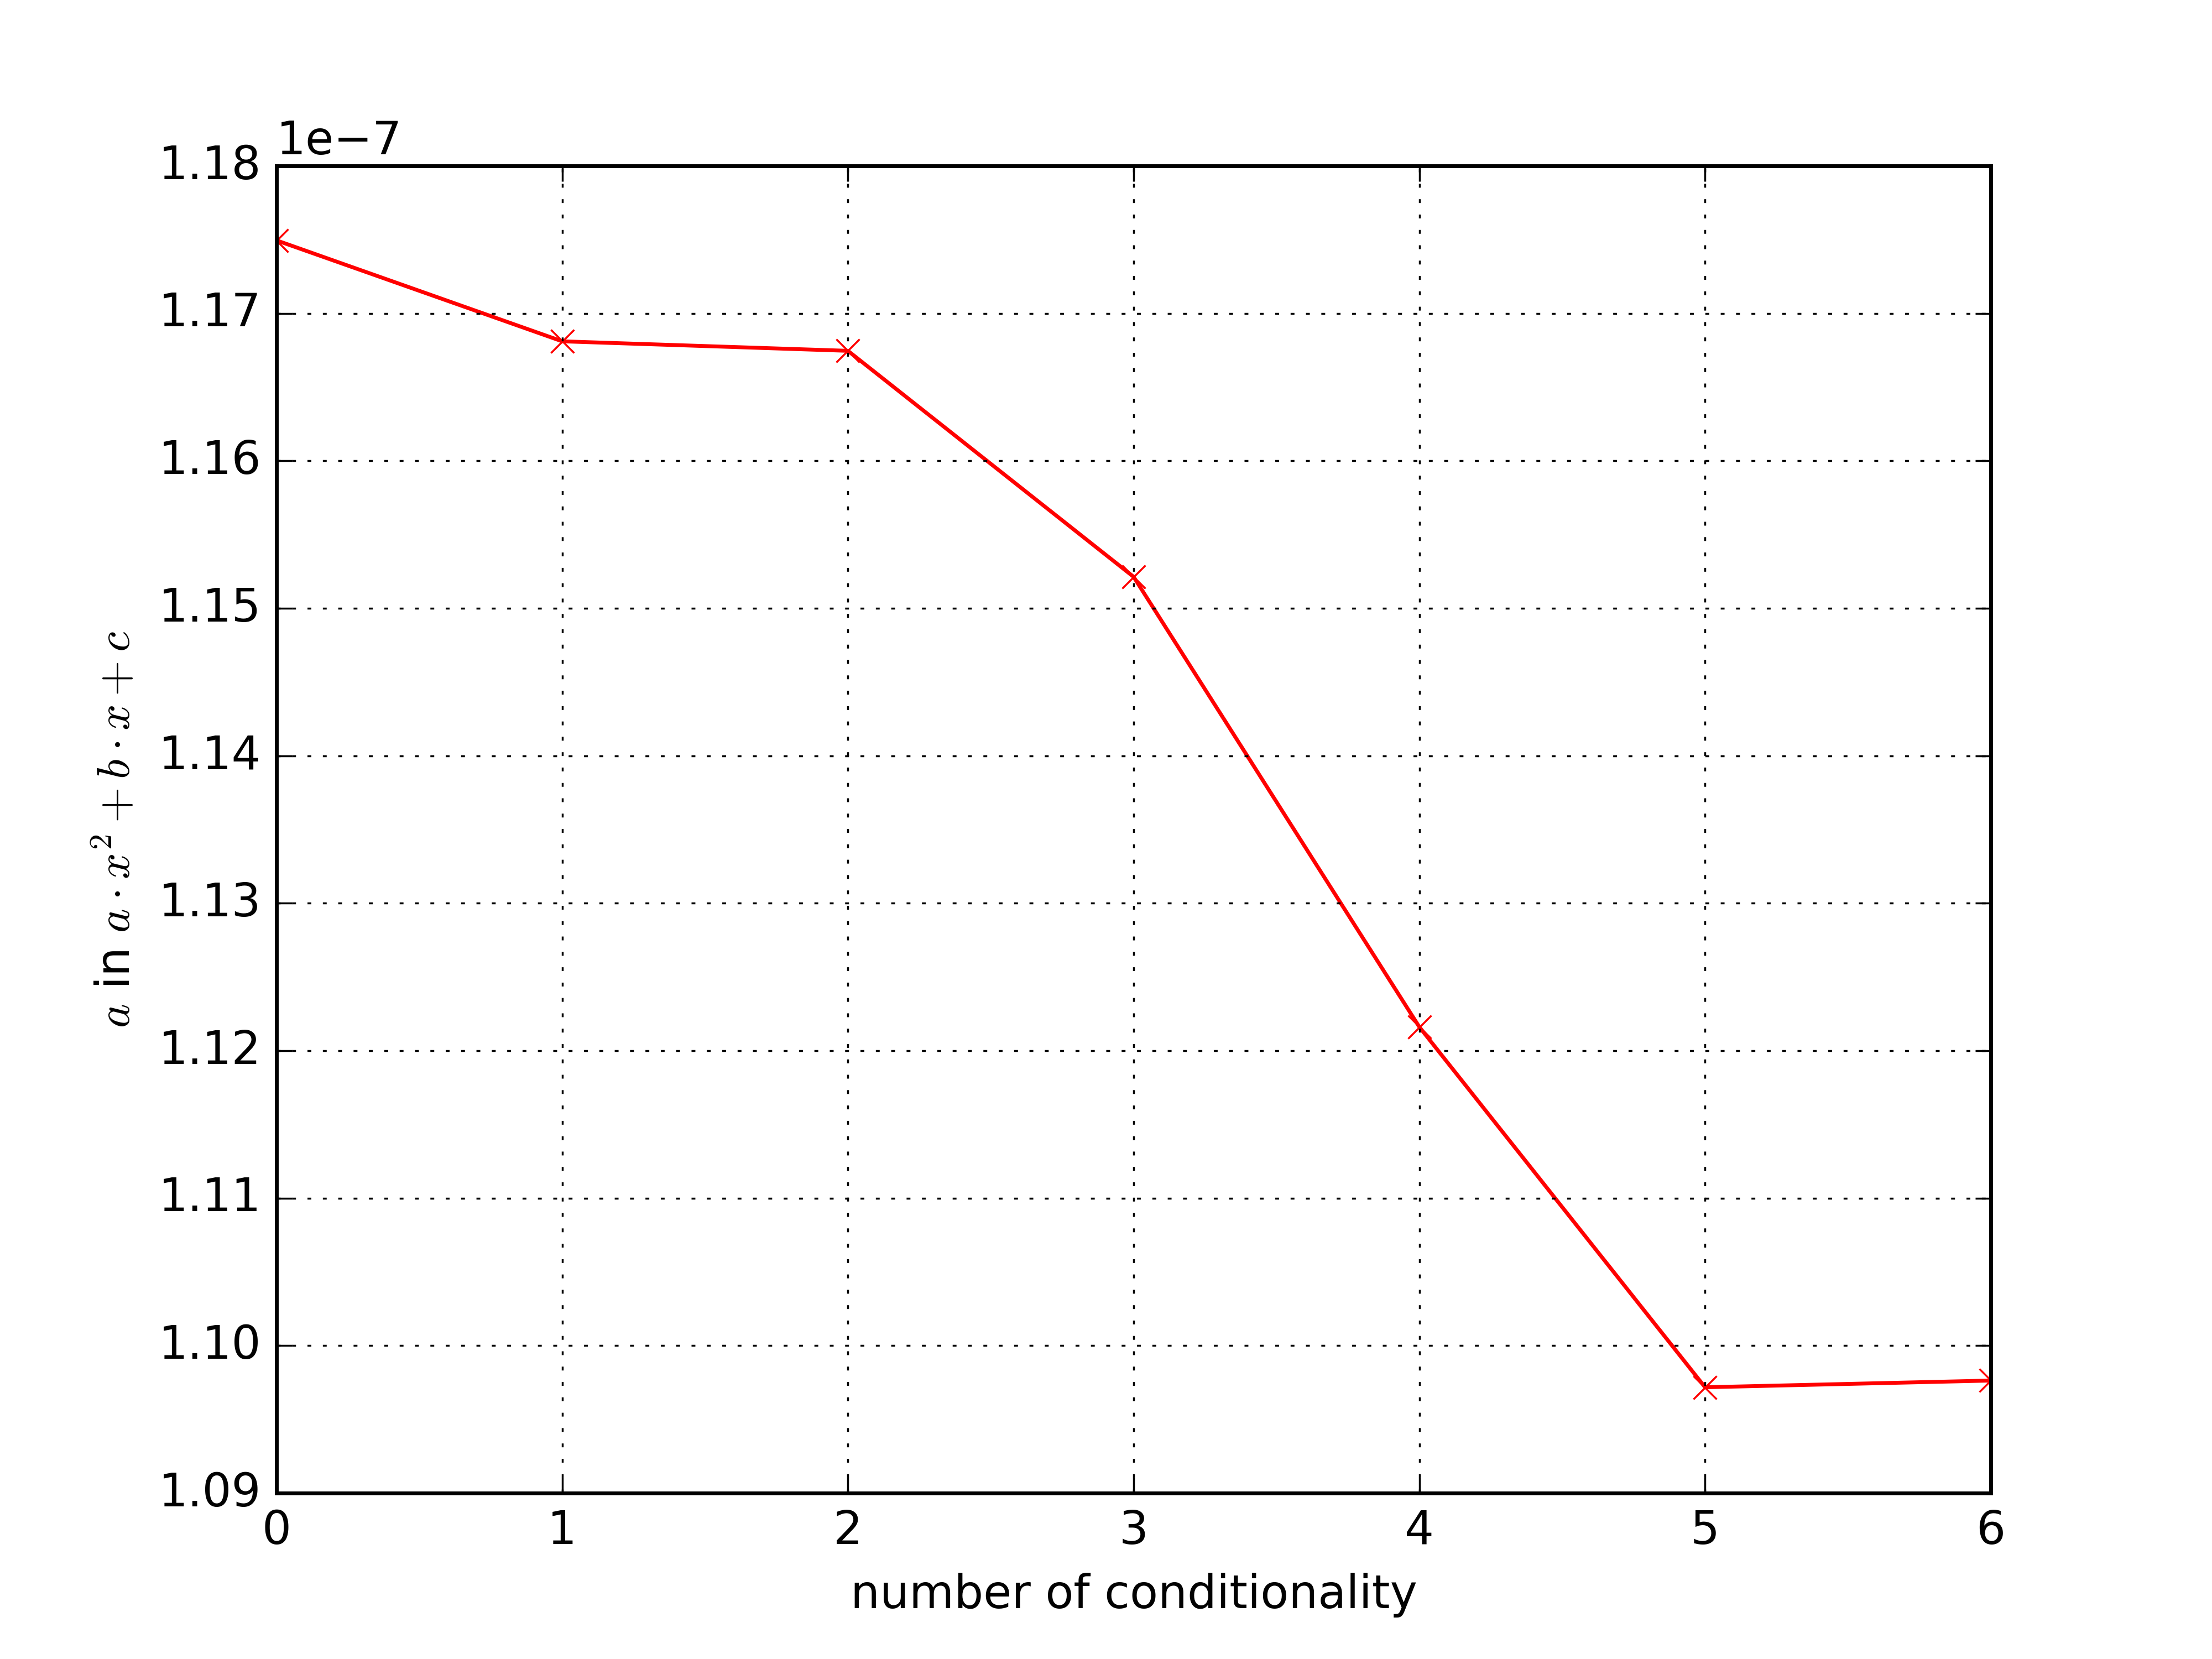 1e−7
1.18
1.17
1.16
1.15
1.14
1.13
1.12
1.11
1.10
1.09
a in a · x² + b · x + c
0 1 2 3 4 5 6
number of conditionality